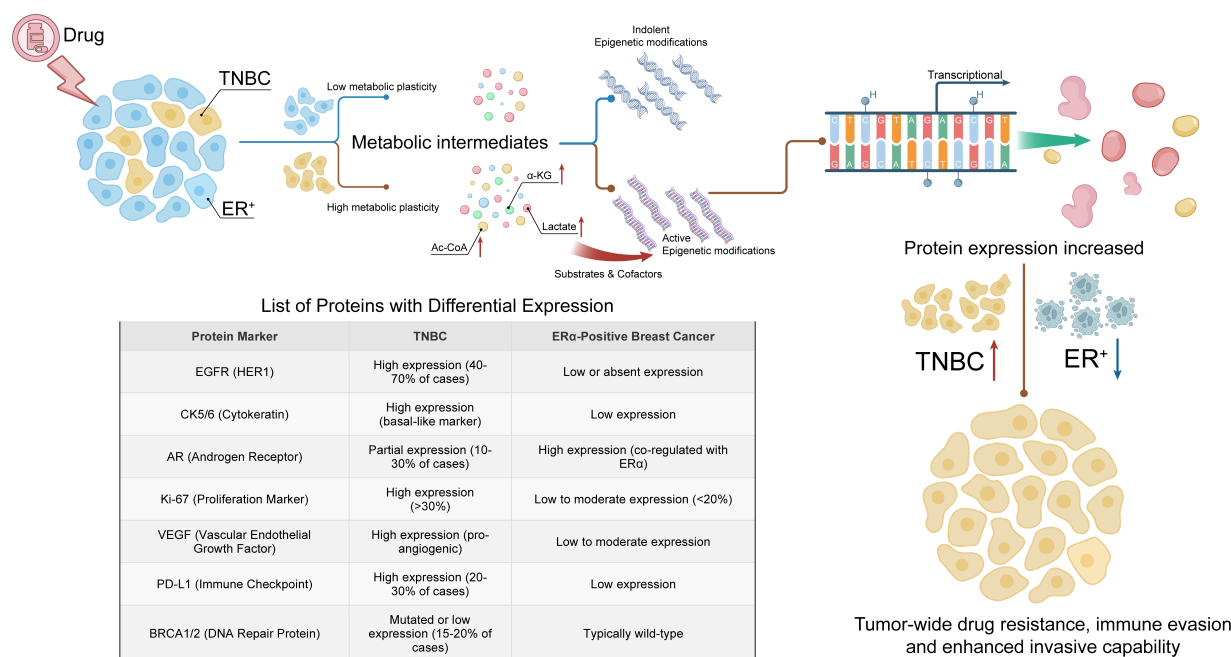 Drug
TNBC
ER⁺
Low metabolic plasticity
High metabolic plasticity
Metabolic intermediates
α-KG
Lactate
Ac-CoA
Substrates & Cofactors
Indolent
Epigenetic modifications
Active
Epigenetic modifications
Transcriptional
H
H
C T C G T A G A G C G T
G A G C A T C T C G C A
Protein expression increased
TNBC
ER⁺
Tumor-wide drug resistance, immune evasion
and enhanced invasive capability
List of Proteins with Differential Expression
Protein Marker TNBC ERα-Positive Breast Cancer
EGFR (HER1) High expression (40-
70% of cases) Low or absent expression
CK5/6 (Cytokeratin) High expression
(basal-like marker) Low expression
AR (Androgen Receptor) Partial expression (10-
30% of cases) High expression (co-regulated with
ERα)
Ki-67 (Proliferation Marker) High expression
(>30%) Low to moderate expression (<20%)
VEGF (Vascular Endothelial
Growth Factor) High expression (pro-
angiogenic) Low to moderate expression
PD-L1 (Immune Checkpoint) High expression (20-
30% of cases) Low expression
BRCA1/2 (DNA Repair Protein) Mutated or low
expression (15-20% of
cases) Typically wild-type